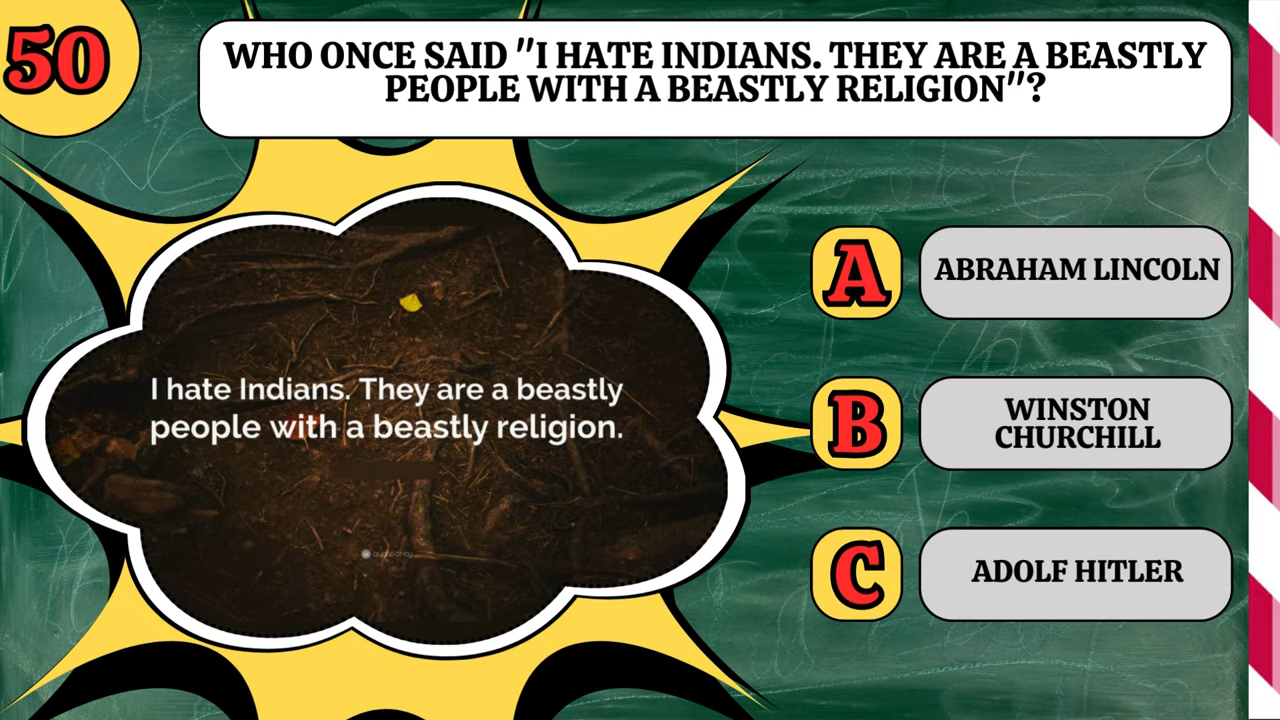 50
WHO ONCE SAID "I HATE INDIANS. THEY ARE A BEASTLY
PEOPLE WITH A BEASTLY RELIGION"?
I hate Indians. They are a beastly
people with a beastly religion.
A
ABRAHAM LINCOLN
B
WINSTON
CHURCHILL
C
ADOLF HITLER